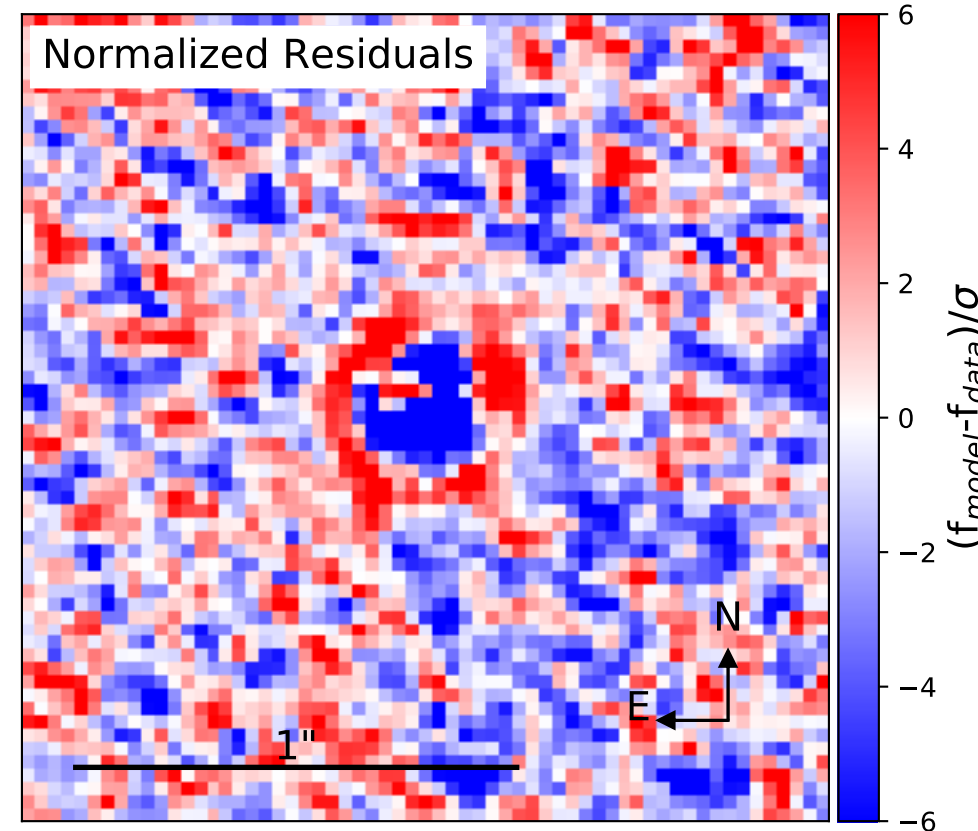 Normalized Residuals
6
4
2
0
−2
−4
−6
(f_model-f_data)/σ
N
E
1"